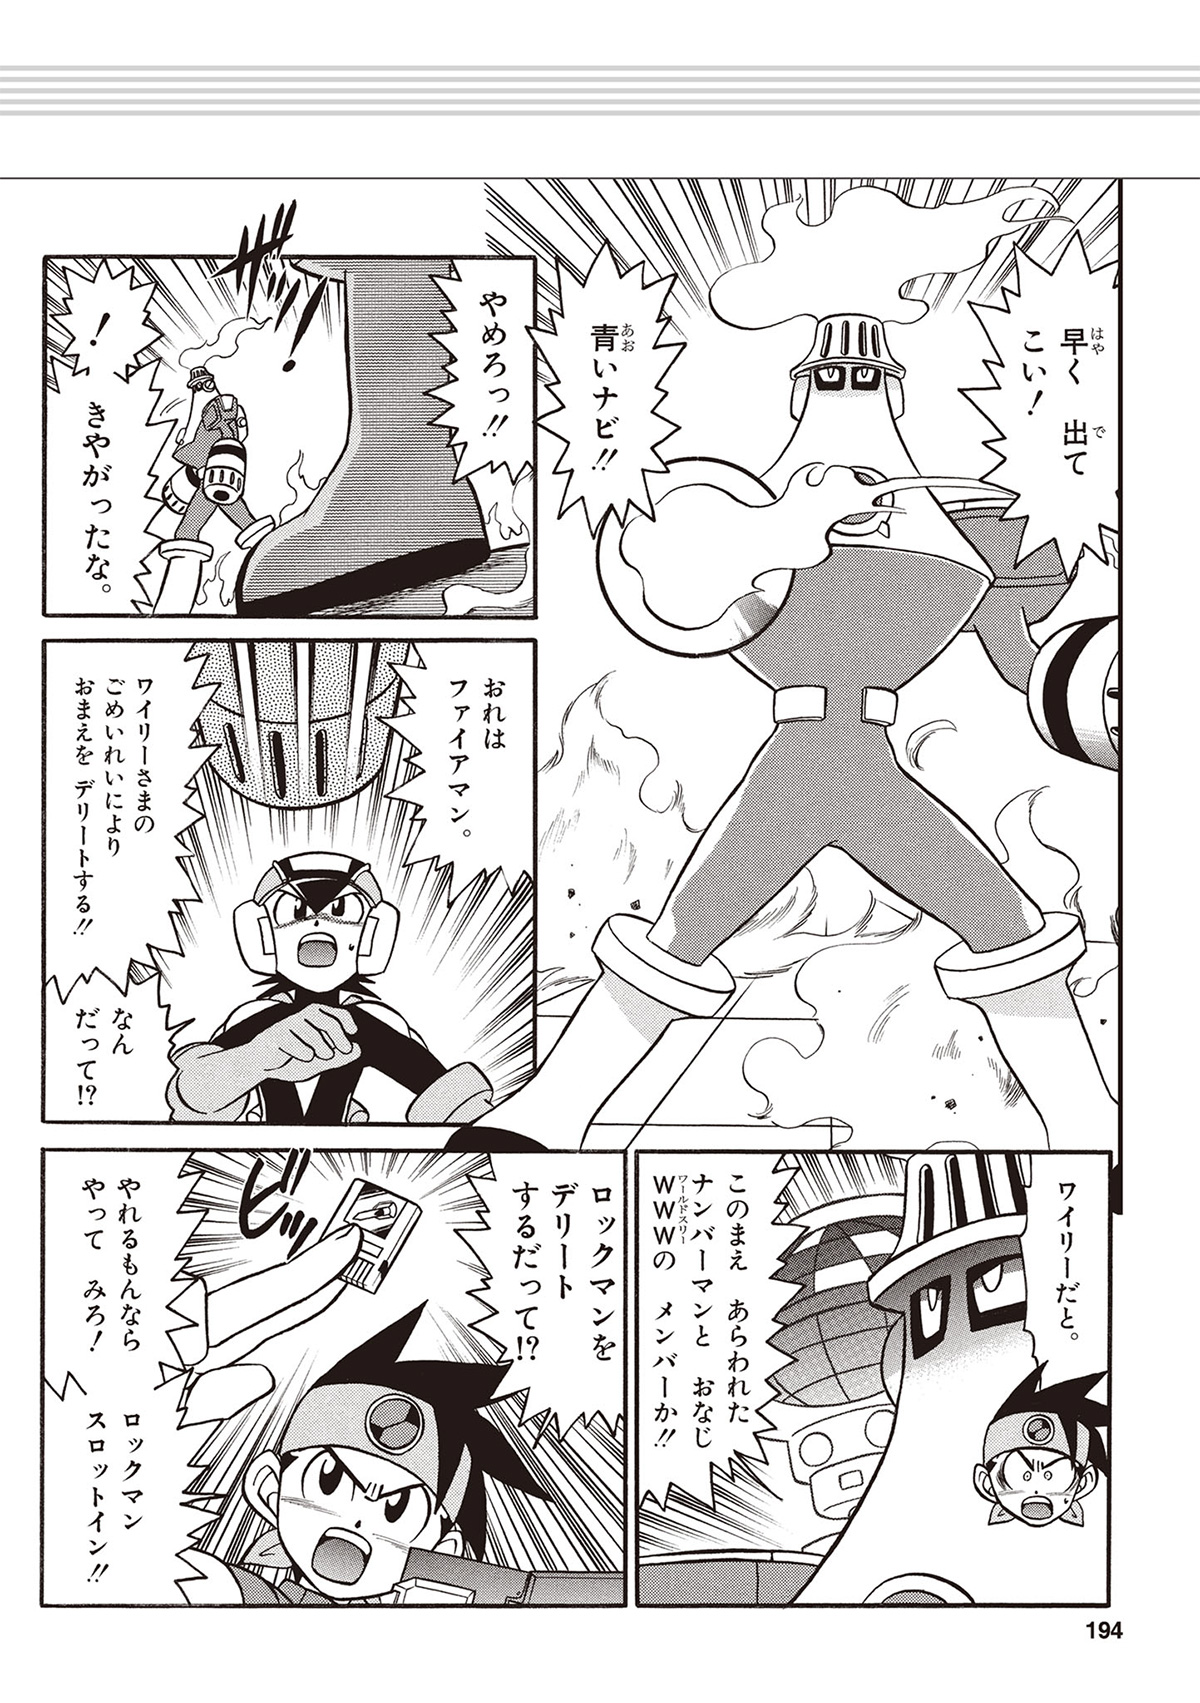 早く 出て
こい!
青いナビ!!
やめろっ!!
!
きやがったな。
おれは
ファイアマン。
ワイリーさまの
ごめいれいにより
おまえを デリートする!!
なん
だって!?
ワイリーだと。
このまえ あらわれた
ナンバーマンと おなじ
WWWの メンバーか!!
ロックマンを
デリート
するだって!?
やれるもんなら
やって みろ!
ビッ
ロックマン
スロットイン!!
194